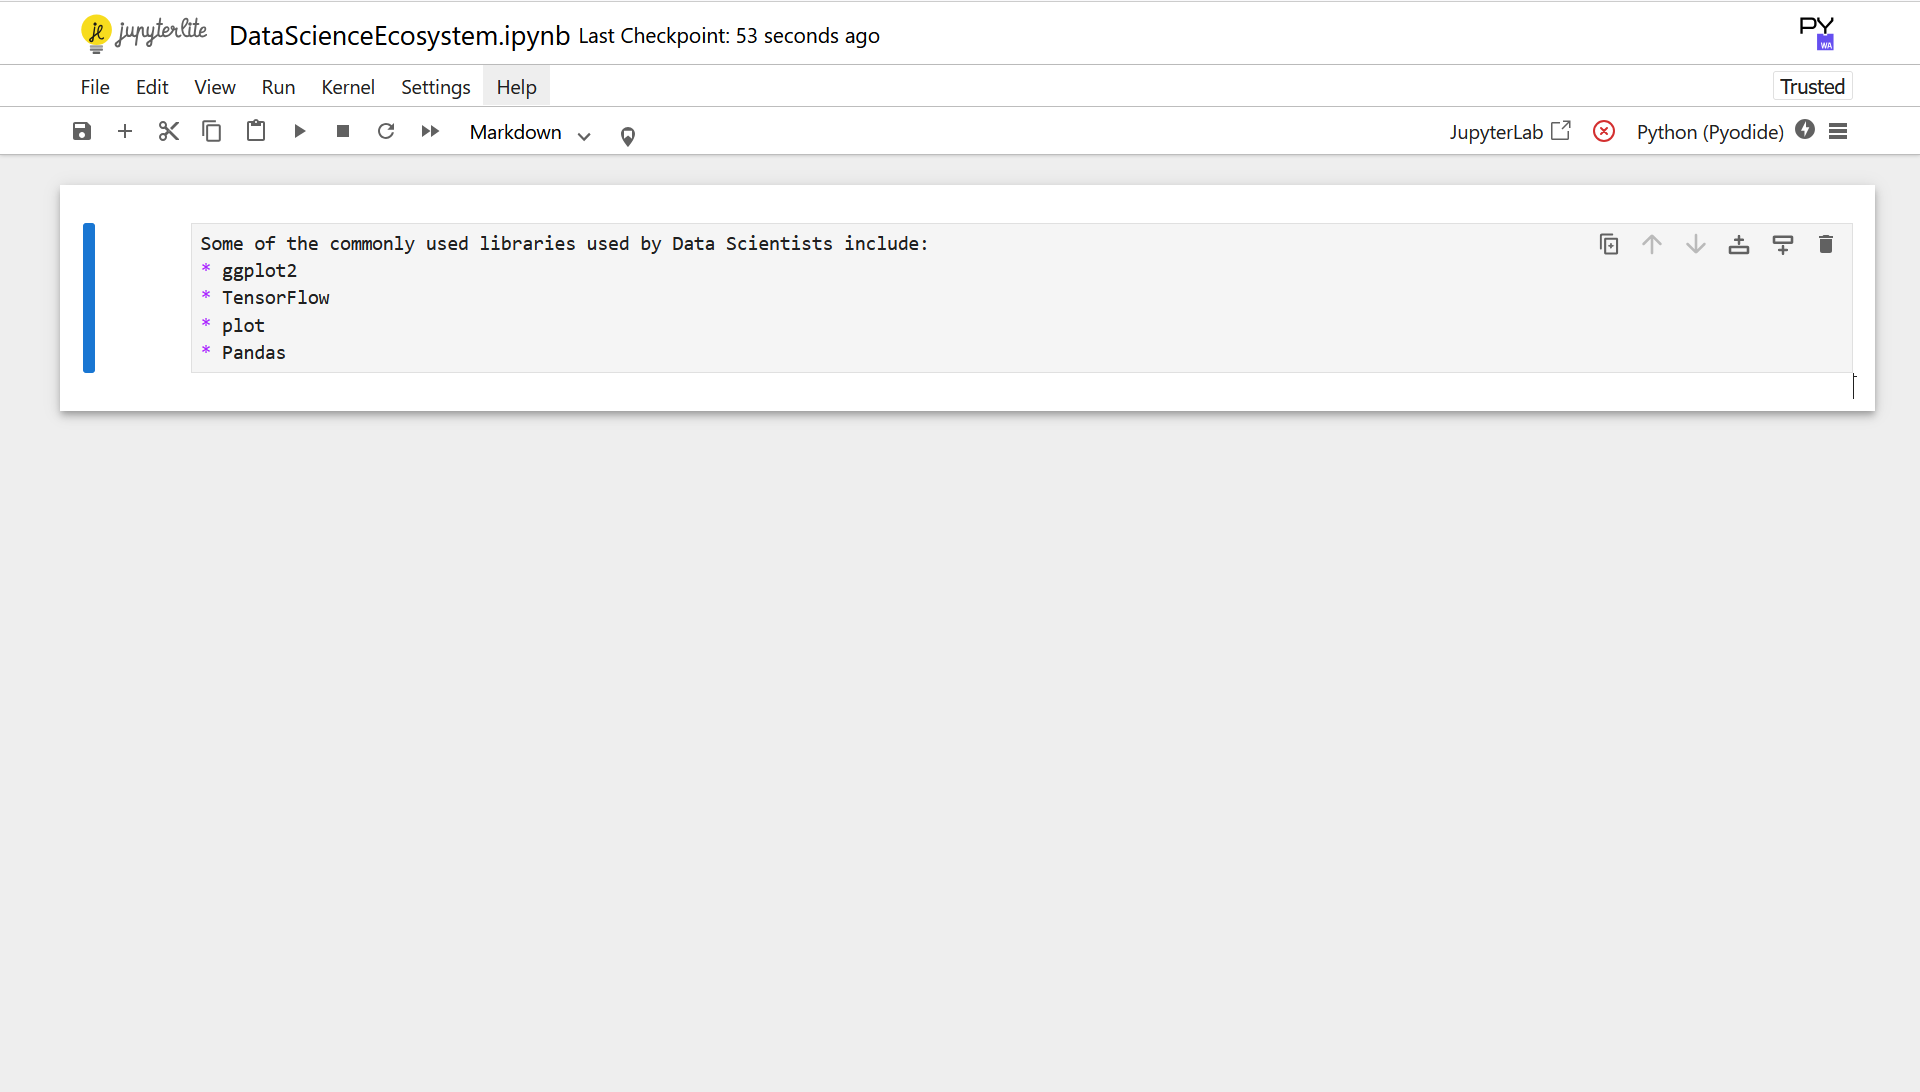 jupyterlite DataScienceEcosystem.ipynb Last Checkpoint: 53 seconds ago PY WA
File Edit View Run Kernel Settings Help Trusted
Markdown JupyterLab Python (Pyodide)
Some of the commonly used libraries used by Data Scientists include:
* ggplot2
* TensorFlow
* plot
* Pandas